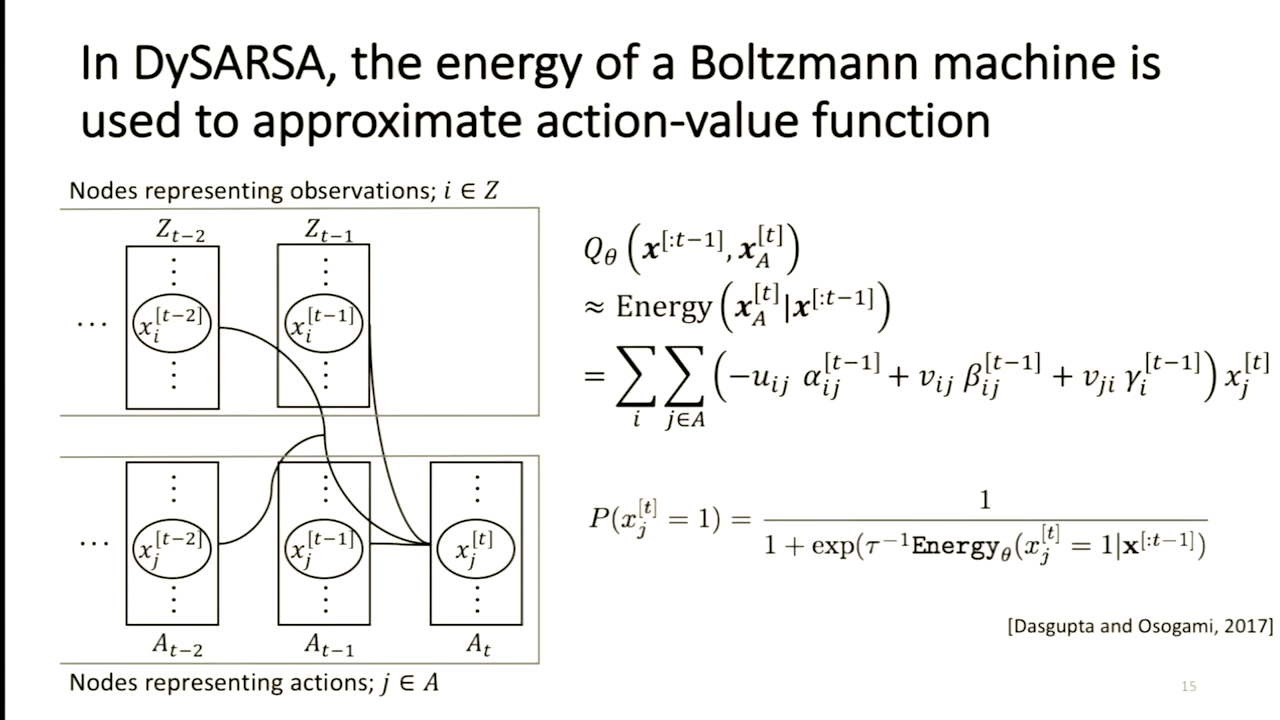 In DySARSA, the energy of a Boltzmann machine is
used to approximate action-value function
Nodes representing observations; i ∈ Z
Z_{t−2} Z_{t−1}
⋯ x_i^{[t−2]} x_i^{[t−1]}
⋯ x_j^{[t−2]} x_j^{[t−1]} x_j^{[t]}
A_{t−2} A_{t−1} A_t
Nodes representing actions; j ∈ A
Q_θ (x^{[:t−1]}, x_A^{[t]})
≈ Energy (x_A^{[t]}|x^{[:t−1]})
= ∑_i ∑_{j∈A} (−u_{ij} α_{ij}^{[t−1]} + v_{ij} β_{ij}^{[t−1]} + v_{ji} γ_i^{[t−1]}) x_j^{[t]}
P(x_j^{[t]} = 1) = 1 / 1 + exp(τ^{−1}Energy_θ(x_j^{[t]} = 1|x^{[:t−1]})
[Dasgupta and Osogami, 2017]
15